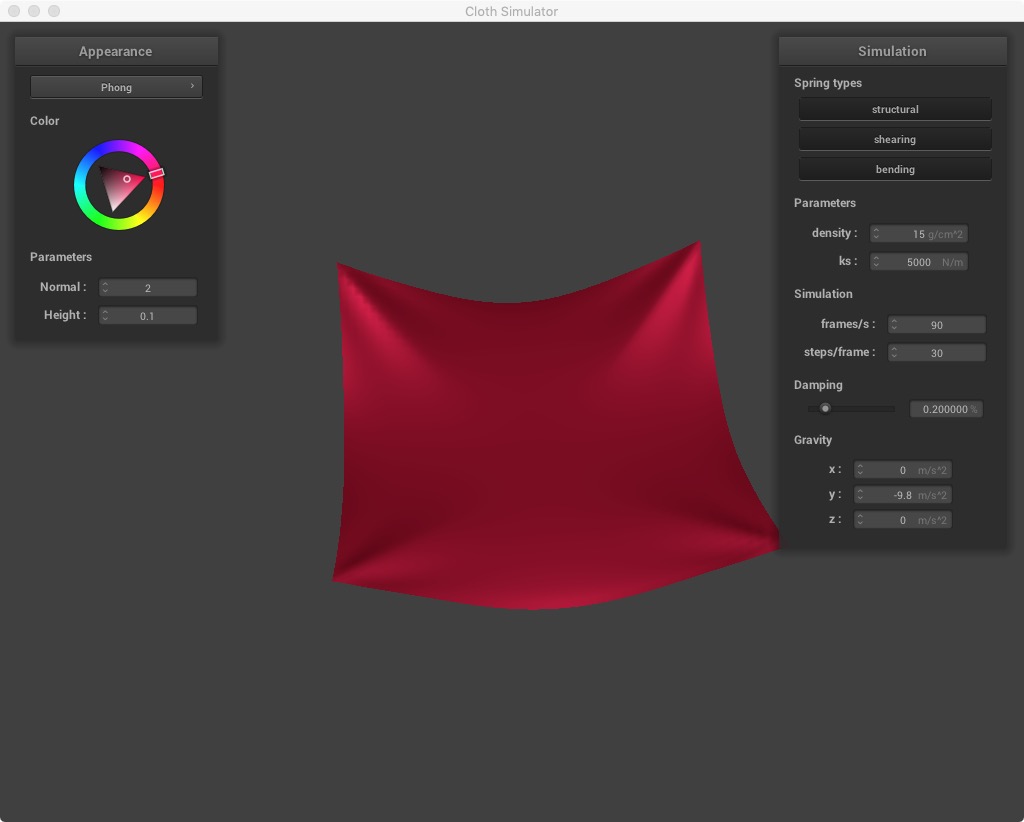 Cloth Simulator
Appearance
Phong
Color
Parameters
Normal : 2
Height : 0.1
Simulation
Spring types
structural
shearing
bending
Parameters
density : 15 g/cm^2
ks : 5000 N/m
Simulation
frames/s : 90
steps/frame : 30
Damping
0.200000 %
Gravity
x : 0 m/s^2
y : -9.8 m/s^2
z : 0 m/s^2